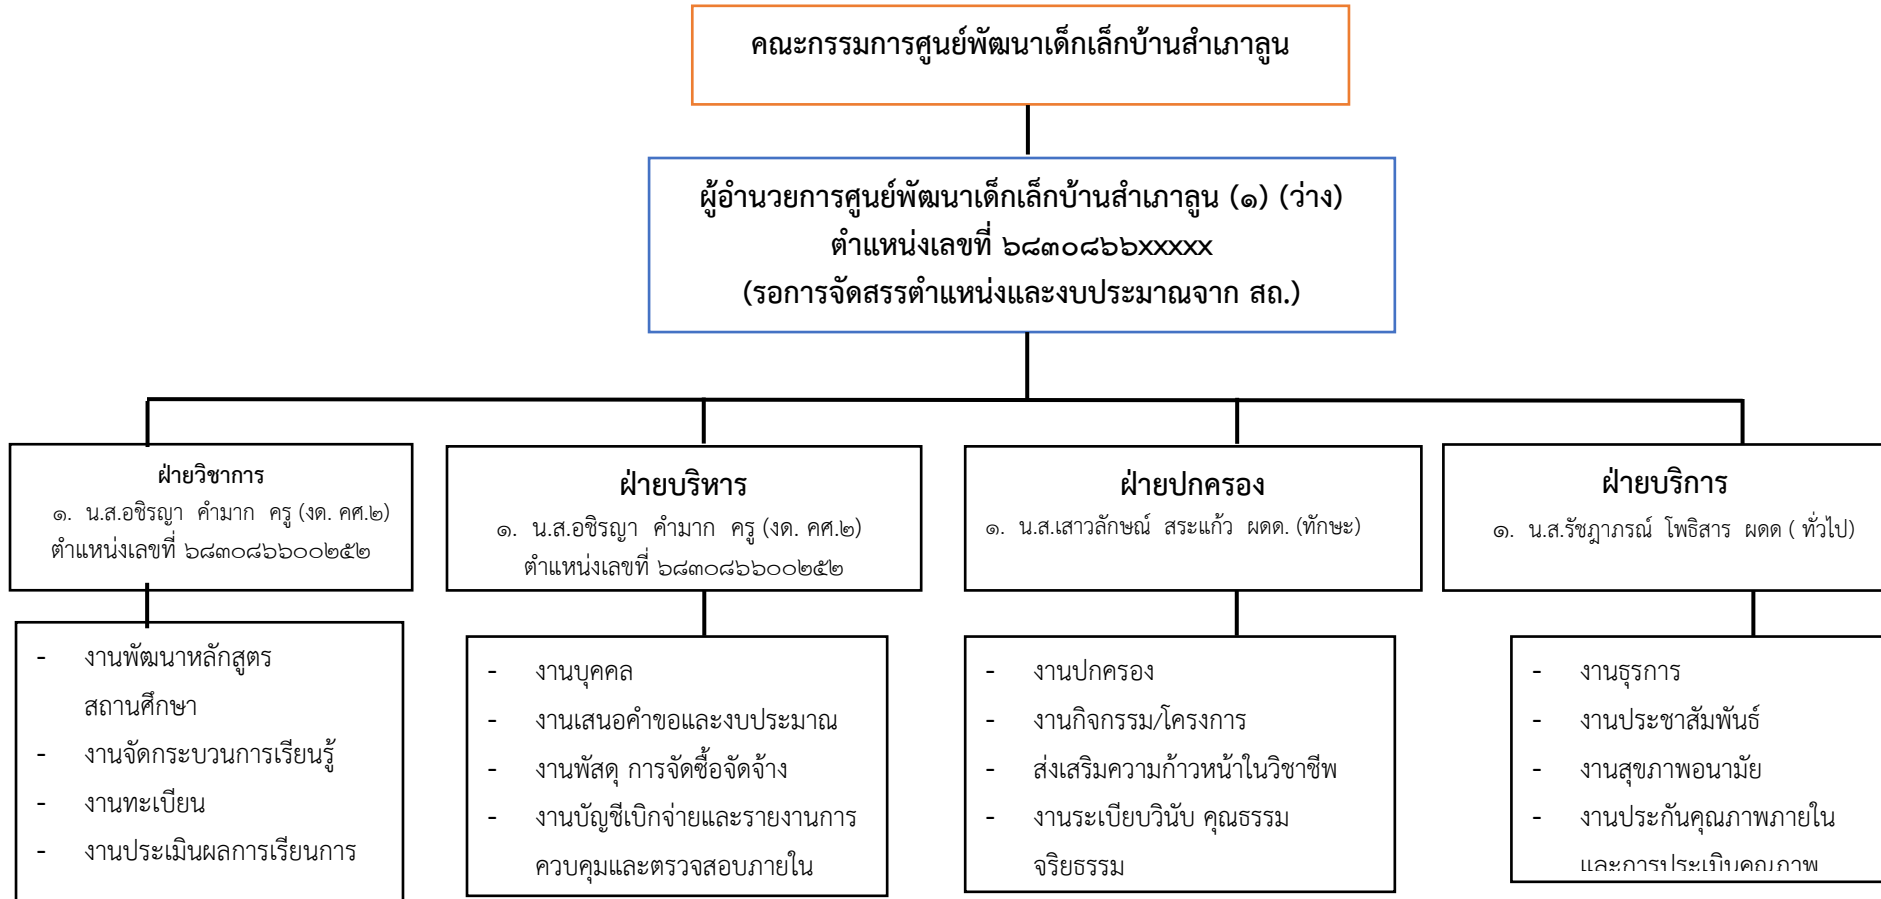 คณะกรรมการศูนย์พัฒนาเด็กเล็กบ้านสำเภาลูน
ผู้อำนวยการศูนย์พัฒนาเด็กเล็กบ้านสำเภาลูน (๑) (ว่าง)
ตำแหน่งเลขที่ ๖๘๓๐๘๖๖xxxxx
(รอการจัดสรรตำแหน่งและงบประมาณจาก สถ.)
ฝ่ายวิชาการ
๑. น.ส.อชิรญา คำมาก ครู (งด. คศ.๒)
ตำแหน่งเลขที่ ๖๘๓๐๘๖๖๐๐๒๕๒
- งานพัฒนาหลักสูตร
สถานศึกษา
- งานจัดกระบวนการเรียนรู้
- งานทะเบียน
- งานประเมินผลการเรียนการ
ฝ่ายบริหาร
๑. น.ส.อชิรญา คำมาก ครู (งด. คศ.๒)
ตำแหน่งเลขที่ ๖๘๓๐๘๖๖๐๐๒๕๒
- งานบุคคล
- งานเสนอคำขอและงบประมาณ
- งานพัสดุ การจัดซื้อจัดจ้าง
- งานบัญชีเบิกจ่ายและรายงานการ
ควบคุมและตรวจสอบภายใน
ฝ่ายปกครอง
๑. น.ส.เสาวลักษณ์ สระแก้ว ผดด. (ทักษะ)
- งานปกครอง
- งานกิจกรรม/โครงการ
- ส่งเสริมความก้าวหน้าในวิชาชีพ
- งานระเบียบวินับ คุณธรรม
จริยธรรม
ฝ่ายบริการ
๑. น.ส.รัชฎาภรณ์ โพธิสาร ผดด ( ทั่วไป)
- งานธุรการ
- งานประชาสัมพันธ์
- งานสุขภาพอนามัย
- งานประกันคุณภาพภายใน
และการประเมินคุณภาพ